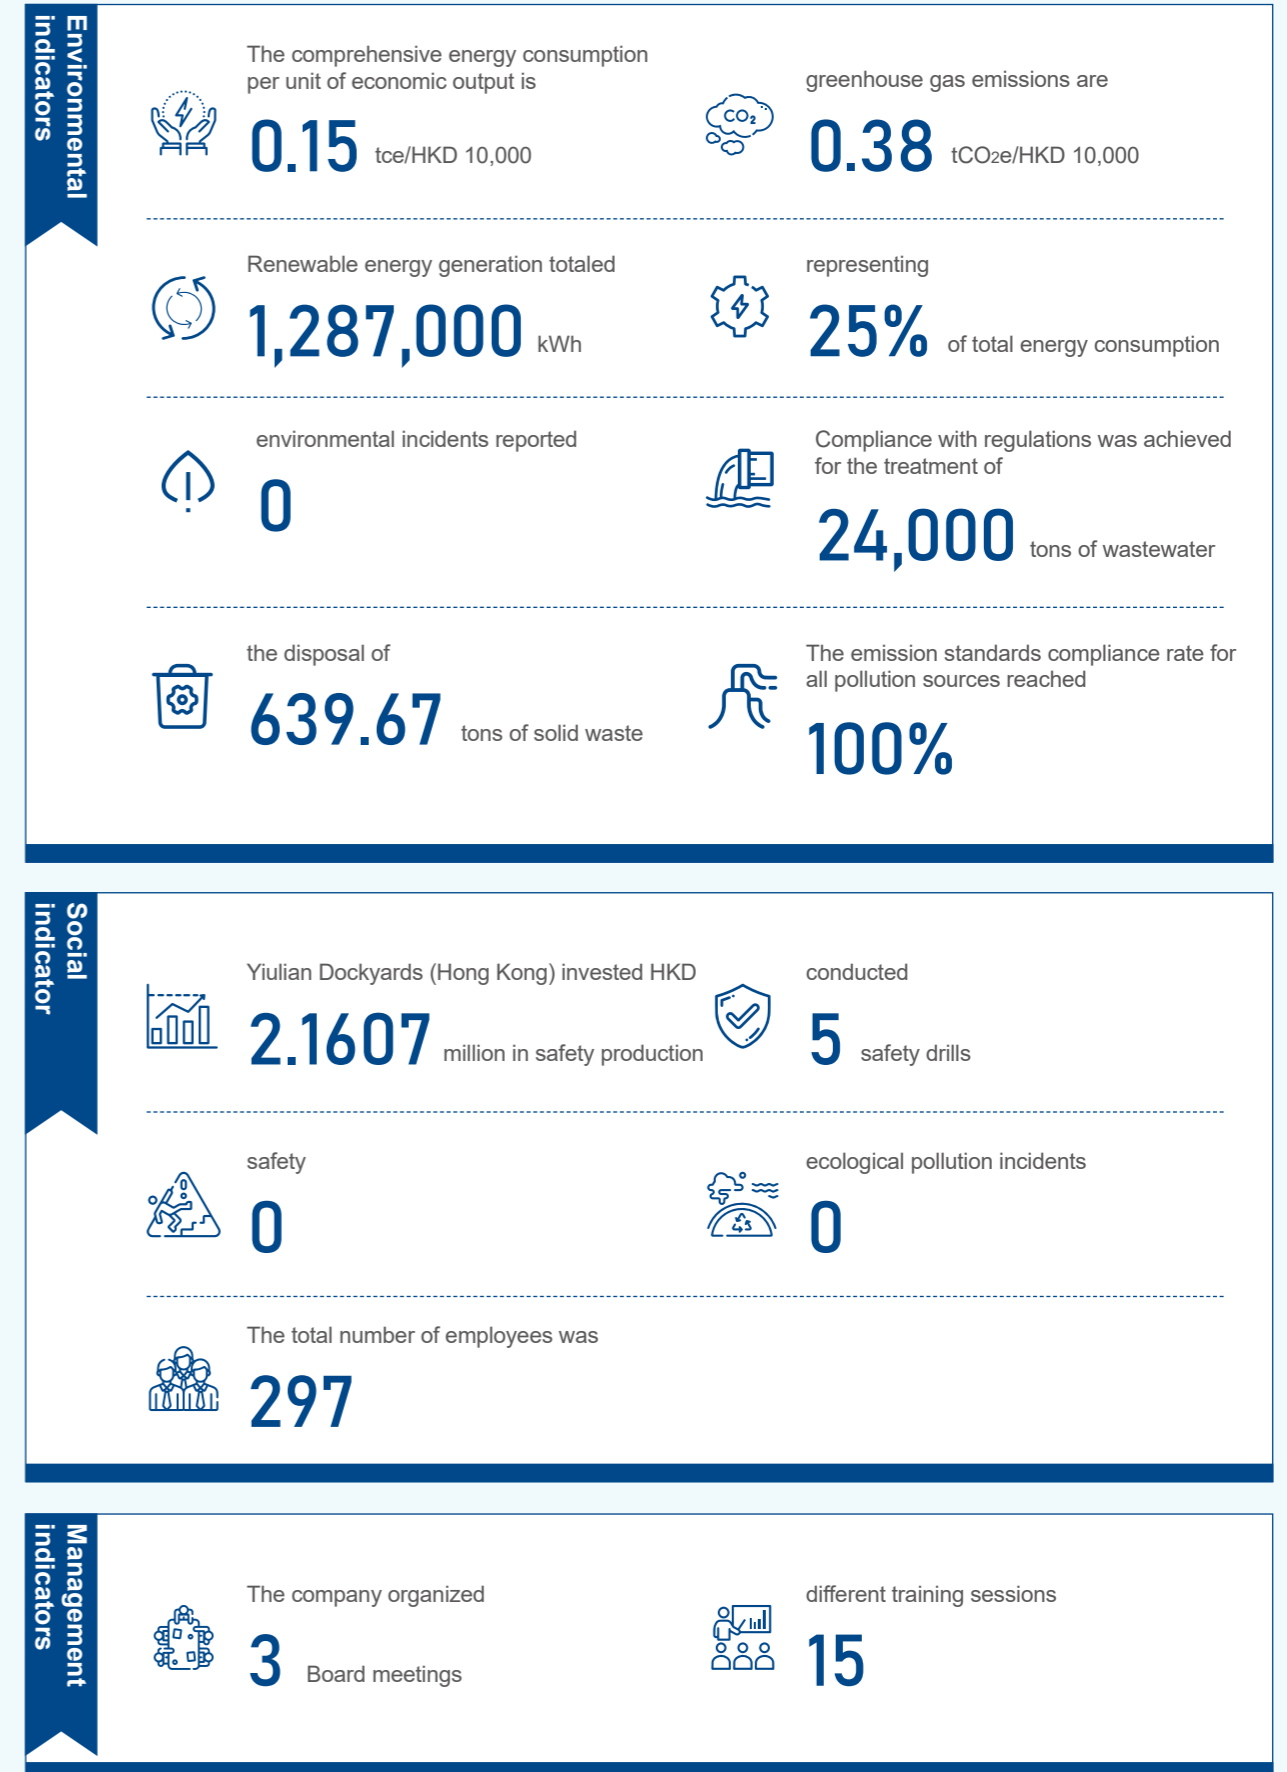 Environmental
indicators
The comprehensive energy consumption
per unit of economic output is
0.15 tce/HKD 10,000
greenhouse gas emissions are
CO₂
0.38 tCO2e/HKD 10,000
Renewable energy generation totaled
1,287,000 kWh
representing
25% of total energy consumption
environmental incidents reported
0
Compliance with regulations was achieved
for the treatment of
24,000 tons of wastewater
the disposal of
639.67 tons of solid waste
The emission standards compliance rate for
all pollution sources reached
100%
Social
indicator
Yiulian Dockyards (Hong Kong) invested HKD
2.1607 million in safety production
conducted
5 safety drills
safety
0
ecological pollution incidents
0
The total number of employees was
297
Management
indicators
The company organized
3 Board meetings
different training sessions
15